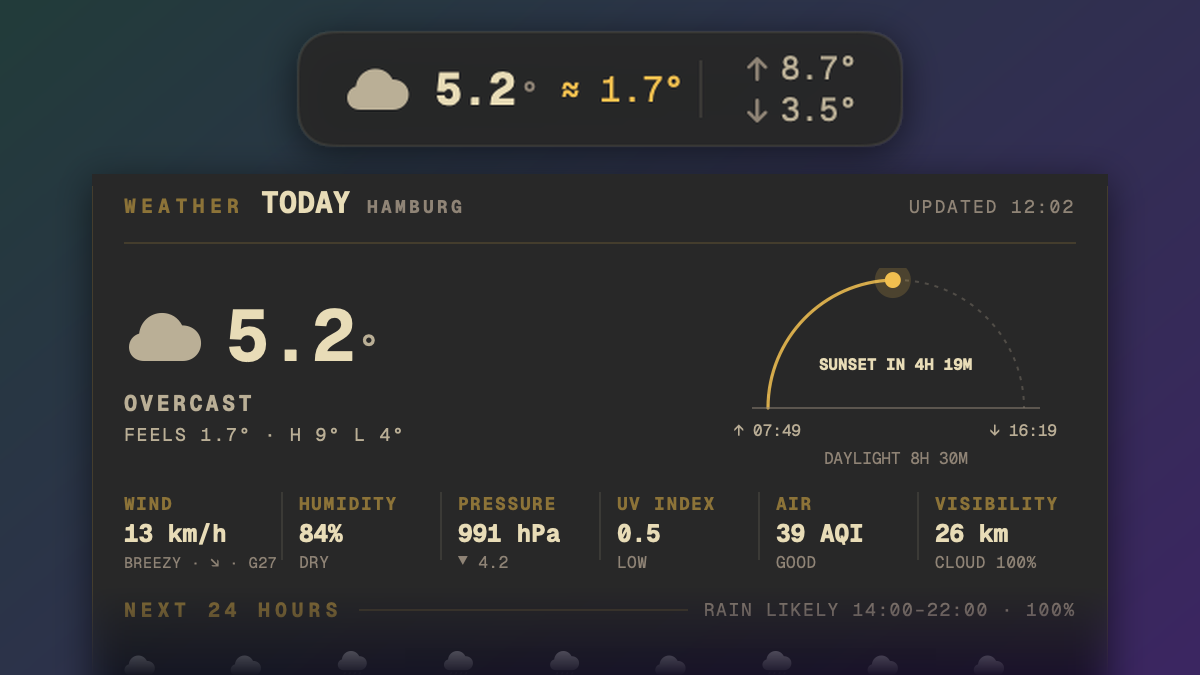 5.2° ≈ 1.7° ↑ 8.7°
↓ 3.5°
WEATHER TODAY HAMBURG UPDATED 12:02
5.2°
SUNSET IN 4H 19M
OVERCAST
FEELS 1.7° · H 9° L 4°
↑ 07:49 ↓ 16:19
DAYLIGHT 8H 30M
WIND HUMIDITY PRESSURE UV INDEX AIR VISIBILITY
13 km/h 84% 991 hPa 0.5 39 AQI 26 km
BREEZY · ↘ · G27 DRY ▼ 4.2 LOW GOOD CLOUD 100%
NEXT 24 HOURS RAIN LIKELY 14:00–22:00 · 100%